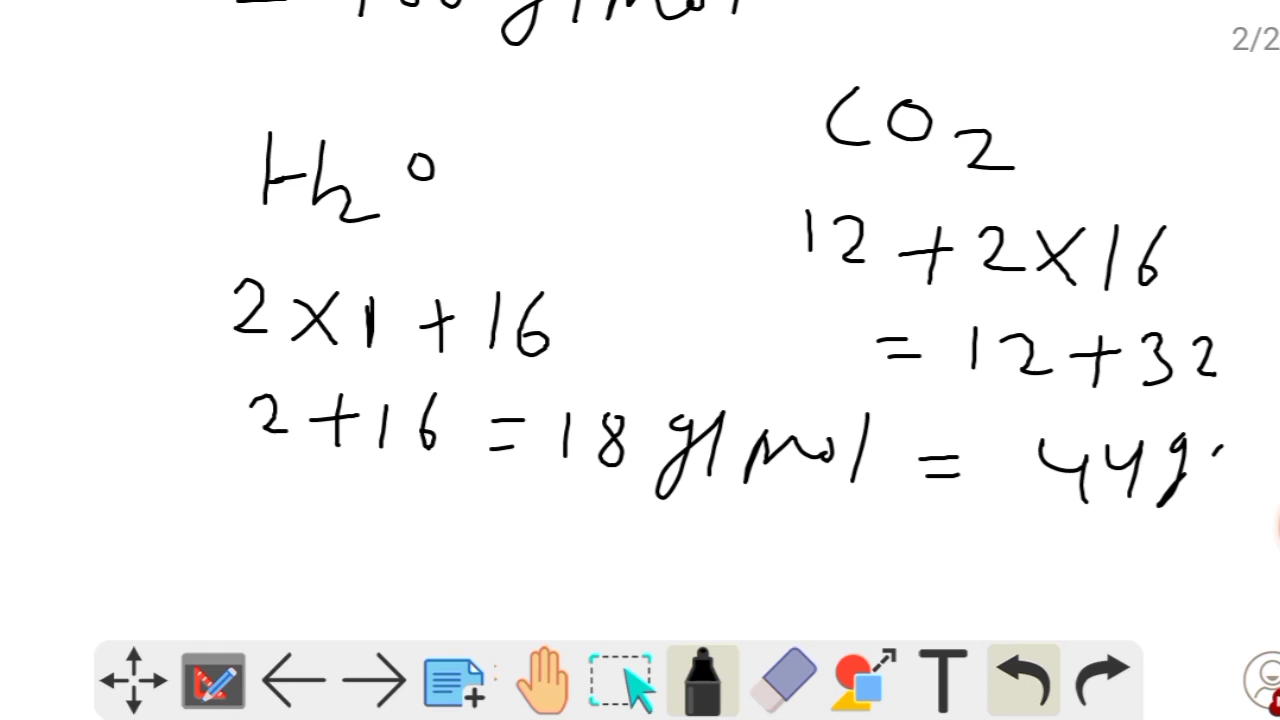 2/2
H2O
2×1+16
2+16 = 18 g/mol
CO2
12+2×16
= 12+32
= 44g
T